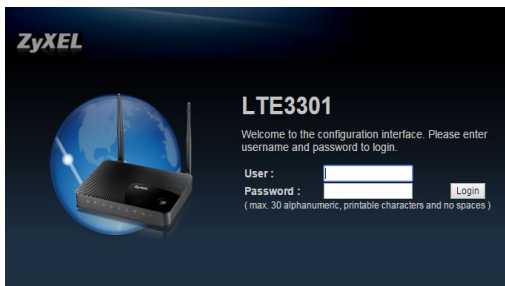 ZyXEL
LTE3301
Welcome to the configuration interface. Please enter
username and password to login.
User :
Password :
Login
( max. 30 alphanumeric, printable characters and no spaces )
ZyXEL